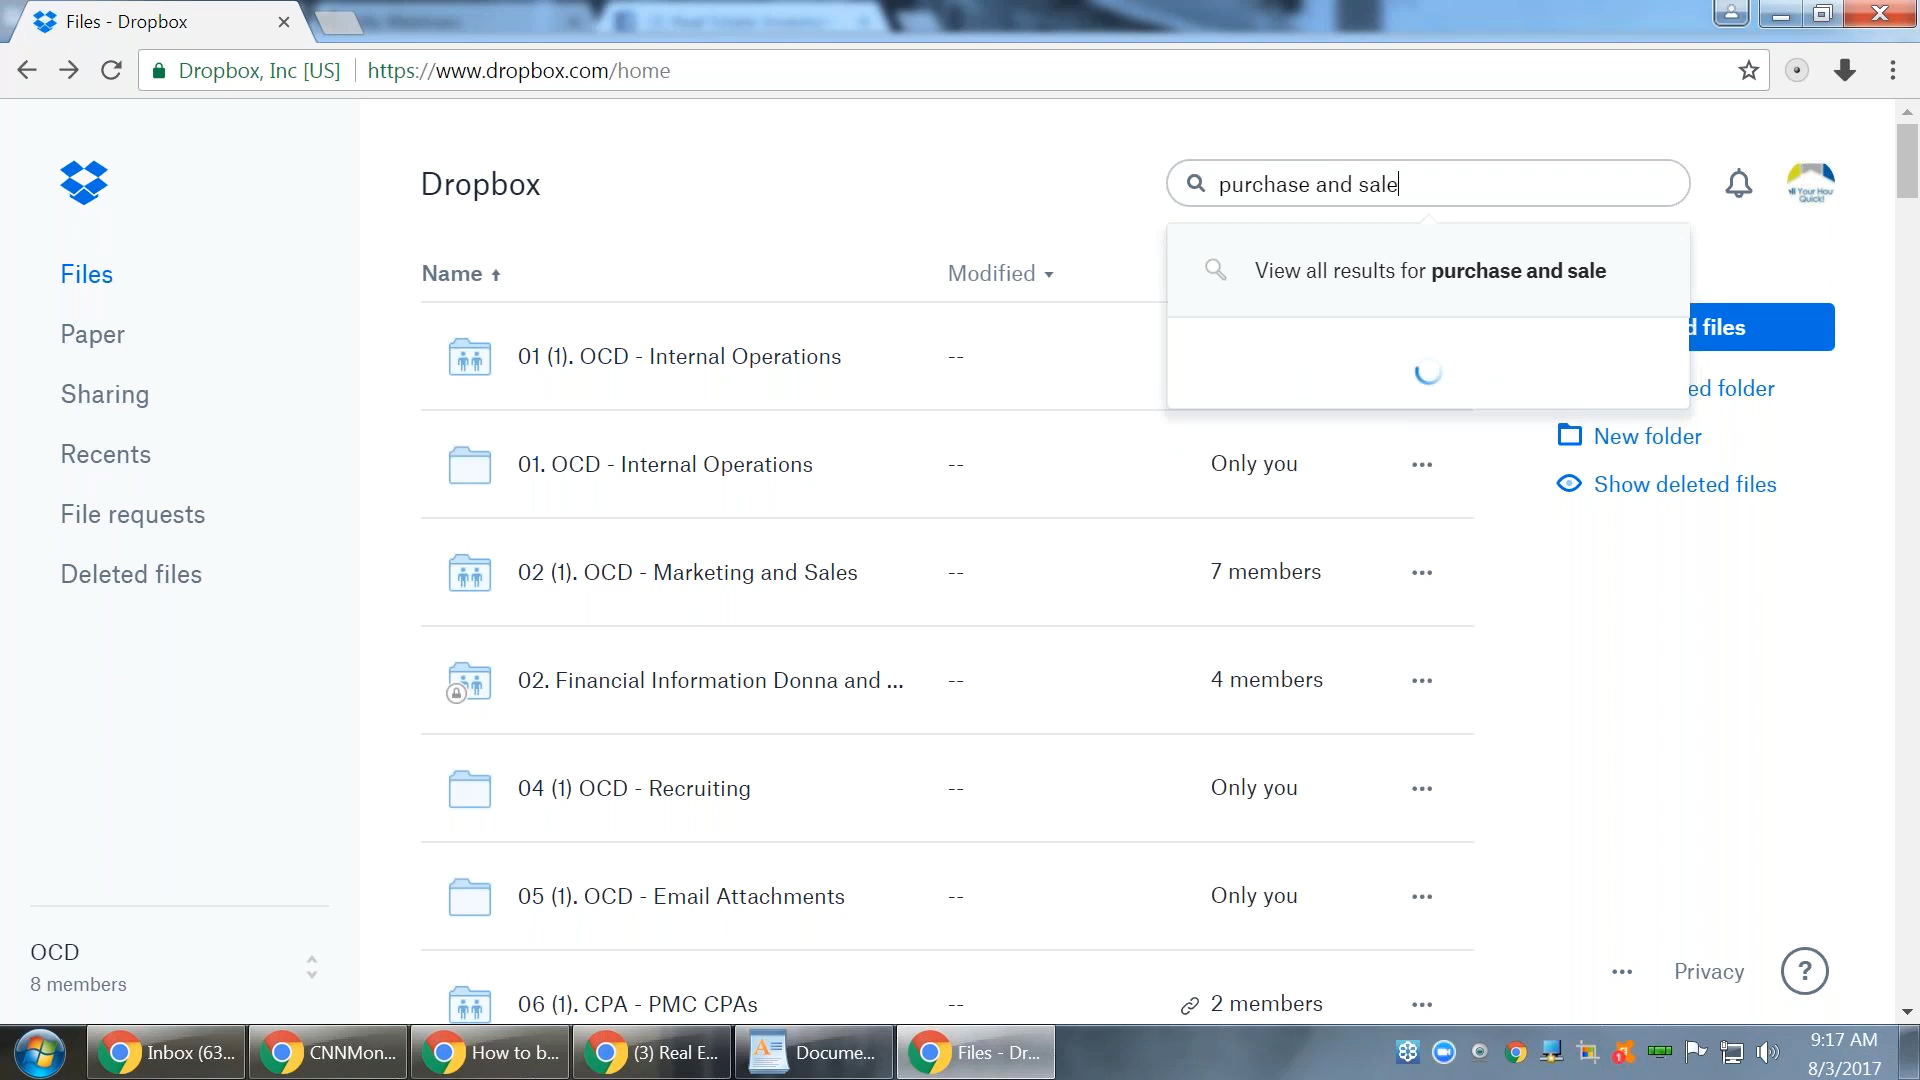 Files - Dropbox
Dropbox, Inc [US]
https://www.dropbox.com/home
Dropbox
purchase and sale
View all results for purchase and sale
Name
Modified
d files
ed folder
New folder
Show deleted files
Files
Paper
Sharing
Recents
File requests
Deleted files
01 (1). OCD - Internal Operations
--
01. OCD - Internal Operations
--
Only you
02 (1). OCD - Marketing and Sales
--
7 members
02. Financial Information Donna and ...
--
4 members
04 (1) OCD - Recruiting
--
Only you
05 (1). OCD - Email Attachments
--
Only you
06 (1). CPA - PMC CPAs
--
2 members
OCD
8 members
Privacy
?
Inbox (63...
CNNMon...
How to b...
(3) Real E...
Docume...
Files - Dr...
9:17 AM
8/3/2017